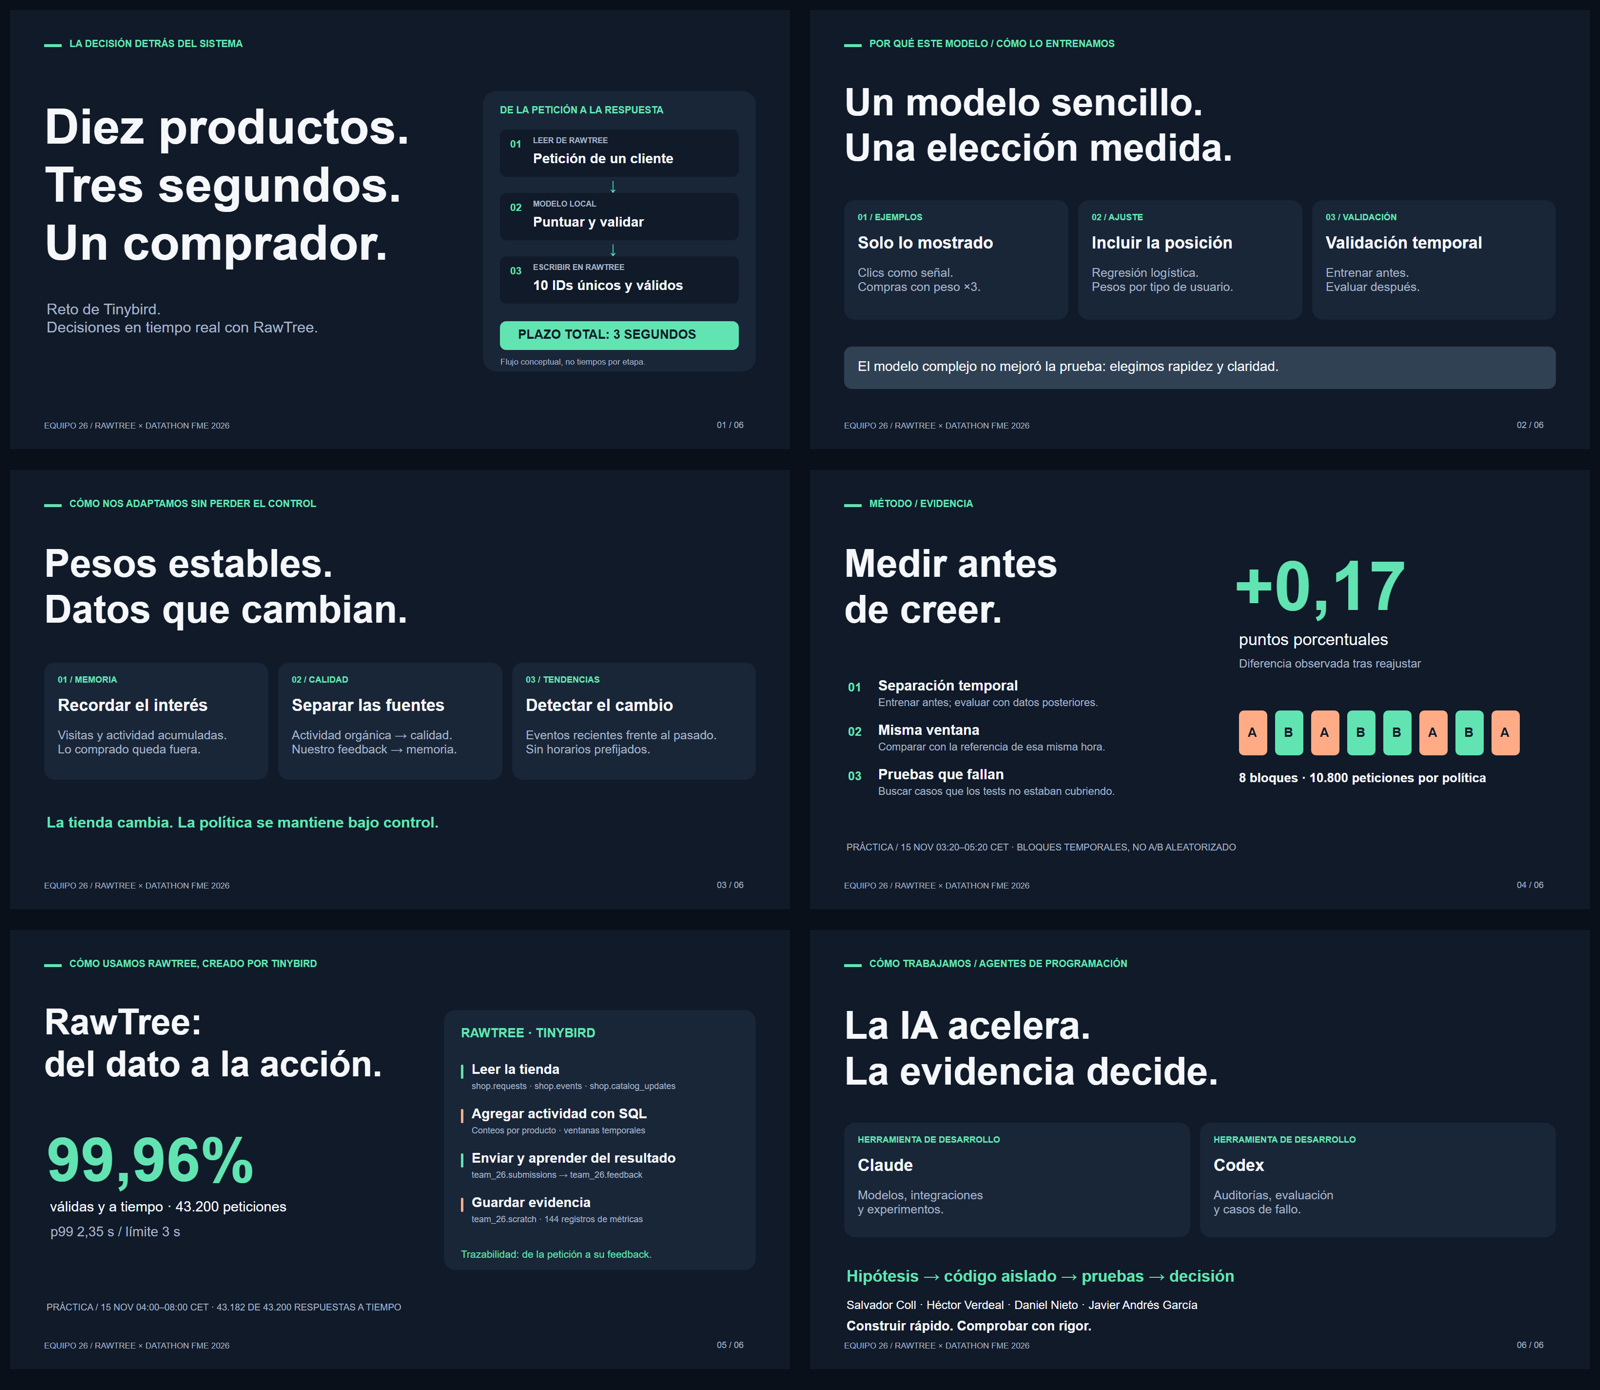 LA DECISIÓN DETRÁS DEL SISTEMA
Diez productos.
Tres segundos.
Un comprador.
Reto de Tinybird.
Decisiones en tiempo real con RawTree.
DE LA PETICIÓN A LA RESPUESTA
01
LEER DE RAWTREE
Petición de un cliente
↓
02
MODELO LOCAL
Puntuar y validar
↓
03
ESCRIBIR EN RAWTREE
10 IDs únicos y válidos
PLAZO TOTAL: 3 SEGUNDOS
Flujo conceptual, no tiempos por etapa.
EQUIPO 26 / RAWTREE × DATATHON FME 2026
01 / 06
POR QUÉ ESTE MODELO / CÓMO LO ENTRENAMOS
Un modelo sencillo.
Una elección medida.
01 / EJEMPLOS
Solo lo mostrado
Clics como señal.
Compras con peso ×3.
02 / AJUSTE
Incluir la posición
Regresión logística.
Pesos por tipo de usuario.
03 / VALIDACIÓN
Validación temporal
Entrenar antes.
Evaluar después.
El modelo complejo no mejoró la prueba: elegimos rapidez y claridad.
EQUIPO 26 / RAWTREE × DATATHON FME 2026
02 / 06
CÓMO NOS ADAPTAMOS SIN PERDER EL CONTROL
Pesos estables.
Datos que cambian.
01 / MEMORIA
Recordar el interés
Visitas y actividad acumuladas.
Lo comprado queda fuera.
02 / CALIDAD
Separar las fuentes
Actividad orgánica → calidad.
Nuestro feedback → memoria.
03 / TENDENCIAS
Detectar el cambio
Eventos recientes frente al pasado.
Sin horarios prefijados.
La tienda cambia. La política se mantiene bajo control.
EQUIPO 26 / RAWTREE × DATATHON FME 2026
03 / 06
MÉTODO / EVIDENCIA
Medir antes
de creer.
01
Separación temporal
Entrenar antes; evaluar con datos posteriores.
02
Misma ventana
Comparar con la referencia de esa misma hora.
03
Pruebas que fallan
Buscar casos que los tests no estaban cubriendo.
+0,17
puntos porcentuales
Diferencia observada tras reajustar
A B A B B A B A
8 bloques · 10.800 peticiones por política
PRÁCTICA / 15 NOV 03:20–05:20 CET · BLOQUES TEMPORALES, NO A/B ALEATORIZADO
EQUIPO 26 / RAWTREE × DATATHON FME 2026
04 / 06
CÓMO USAMOS RAWTREE, CREADO POR TINYBIRD
RawTree:
del dato a la acción.
99,96%
válidas y a tiempo · 43.200 peticiones
p99 2,35 s / límite 3 s
RAWTREE · TINYBIRD
Leer la tienda
shop.requests · shop.events · shop.catalog_updates
Agregar actividad con SQL
Conteos por producto · ventanas temporales
Enviar y aprender del resultado
team_26.submissions → team_26.feedback
Guardar evidencia
team_26.scratch · 144 registros de métricas
Trazabilidad: de la petición a su feedback.
PRÁCTICA / 15 NOV 04:00–08:00 CET · 43.182 DE 43.200 RESPUESTAS A TIEMPO
EQUIPO 26 / RAWTREE × DATATHON FME 2026
05 / 06
CÓMO TRABAJAMOS / AGENTES DE PROGRAMACIÓN
La IA acelera.
La evidencia decide.
HERRAMIENTA DE DESARROLLO
Claude
Modelos, integraciones
y experimentos.
HERRAMIENTA DE DESARROLLO
Codex
Auditorías, evaluación
y casos de fallo.
Hipótesis → código aislado → pruebas → decisión
Salvador Coll · Héctor Verdeal · Daniel Nieto · Javier Andrés García
Construir rápido. Comprobar con rigor.
EQUIPO 26 / RAWTREE × DATATHON FME 2026
06 / 06